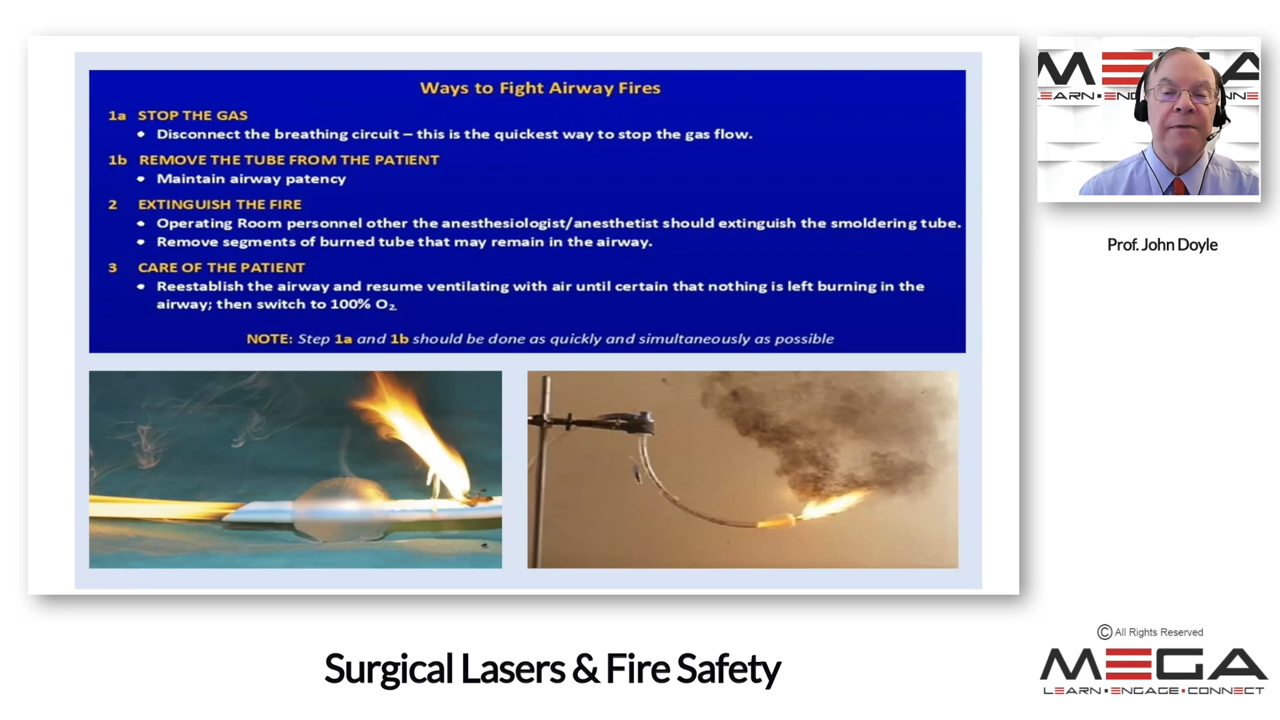 Ways to Fight Airway Fires
1a STOP THE GAS
• Disconnect the breathing circuit – this is the quickest way to stop the gas flow.
1b REMOVE THE TUBE FROM THE PATIENT
• Maintain airway patency
2 EXTINGUISH THE FIRE
• Operating Room personnel other the anesthesiologist/anesthetist should extinguish the smoldering tube.
• Remove segments of burned tube that may remain in the airway.
3 CARE OF THE PATIENT
• Reestablish the airway and resume ventilating with air until certain that nothing is left burning in the
airway; then switch to 100% O₂.
NOTE: Step 1a and 1b should be done as quickly and simultaneously as possible
Prof. John Doyle
Surgical Lasers & Fire Safety
© All Rights Reserved
MEGA
LEARN • ENGAGE • CONNECT